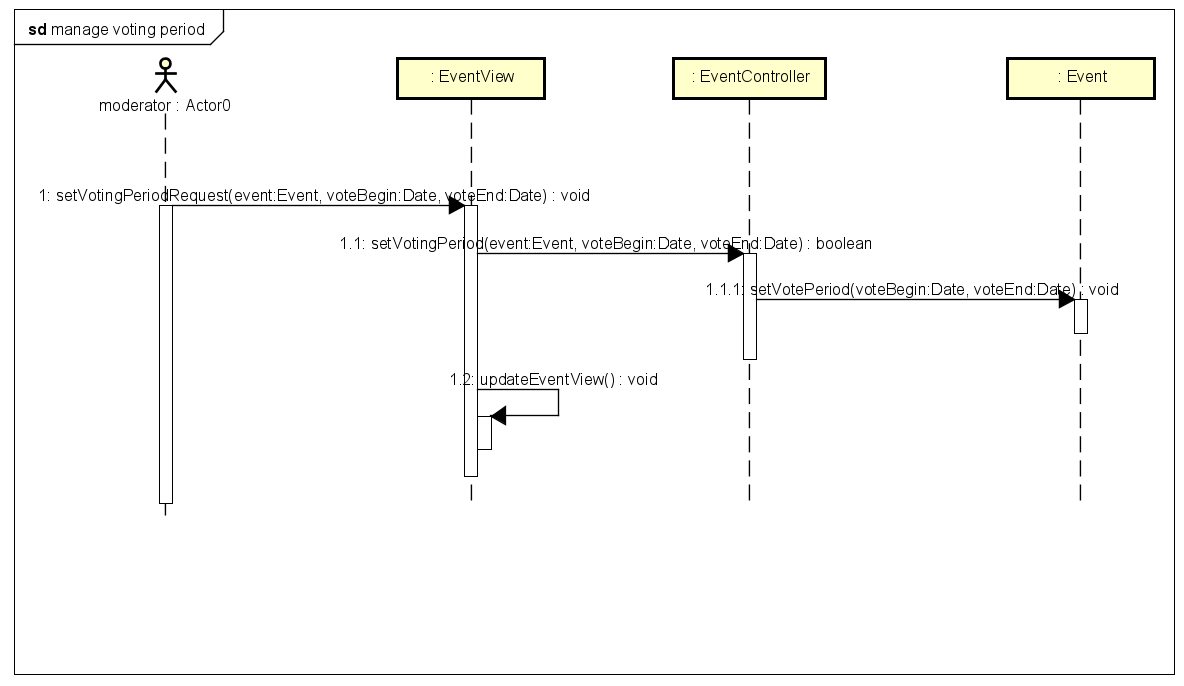 sd manage voting period
: EventView
: EventController
: Event
moderator : Actor0
1: setVotingPeriodRequest(event:Event, voteBegin:Date, voteEnd:Date) : void
1.1: setVotingPeriod(event:Event, voteBegin:Date, voteEnd:Date) : boolean
1.1.1: setVotePeriod(voteBegin:Date, voteEnd:Date) : void
1.2: updateEventView() : void